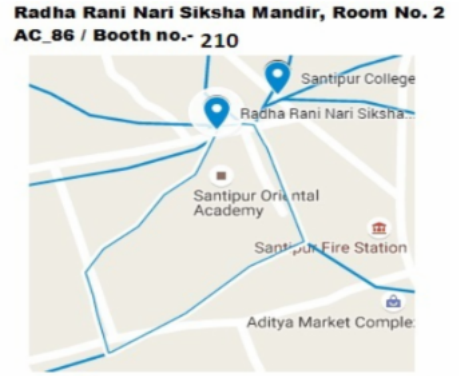 Radha Rani Nari Siksha Mandir, Room No. 2
AC_86 / Booth no.- 210
Santipur College
Radha Rani Nari Siksha...
Santipur Oriental
Academy
Santipur Fire Station
Aditya Market Comple